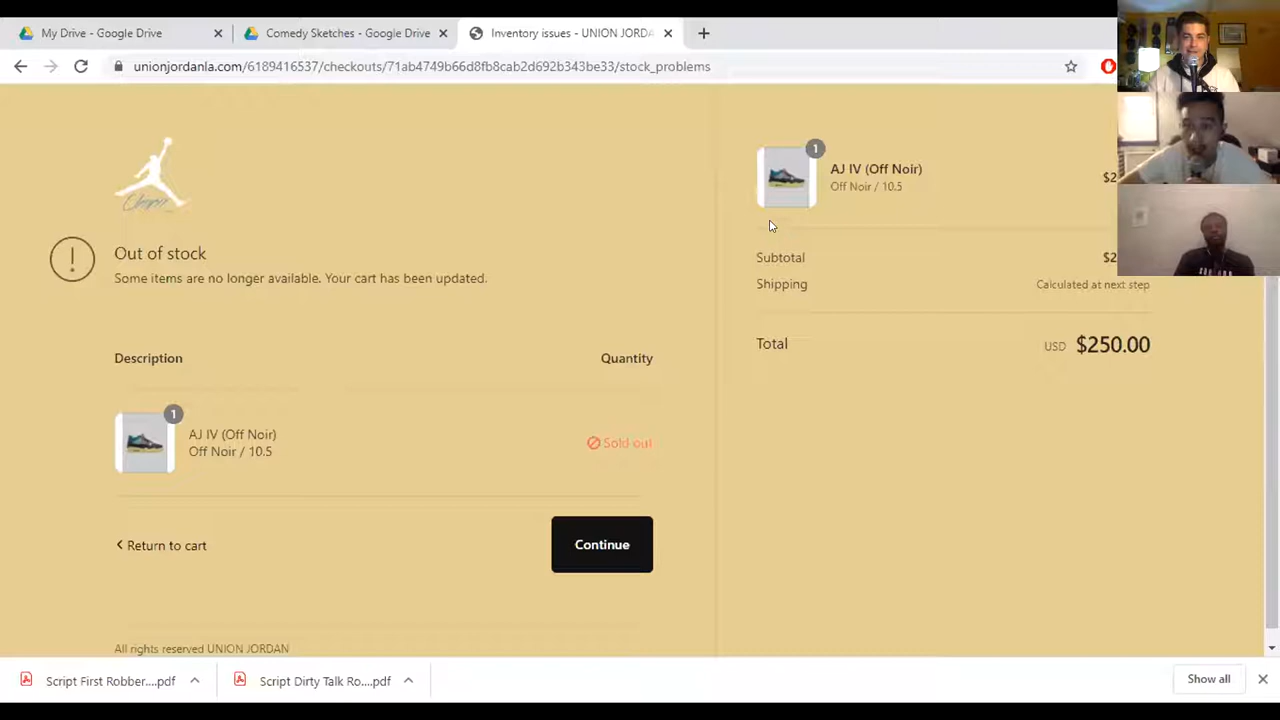 My Drive - Google Drive
Comedy Sketches - Google Drive
Inventory issues - UNION JORDA
unionjordanla.com/6189416537/checkouts/71ab4749b66d8fb8cab2d692b343be33/stock_problems
Out of stock
Some items are no longer available. Your cart has been updated.
Description Quantity
1
AJ IV (Off Noir)
Off Noir / 10.5
Sold out
Return to cart
Continue
All rights reserved UNION JORDAN
1
AJ IV (Off Noir)
Off Noir / 10.5
$2
Subtotal $2
Shipping Calculated at next step
Total USD $250.00
Script First Robber....pdf
Script Dirty Talk Ro....pdf
Show all